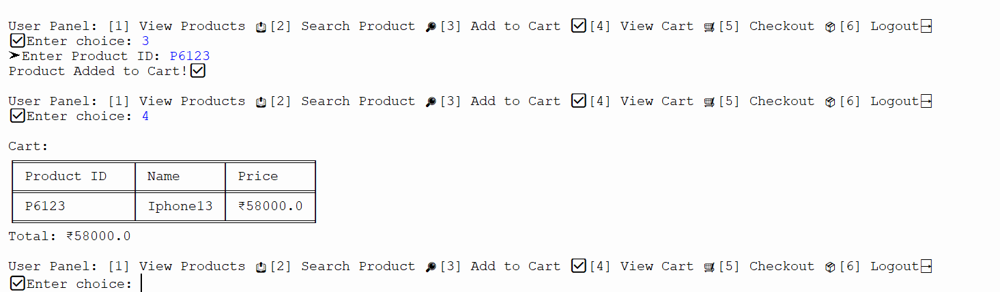 User Panel: [1] View Products 📤[2] Search Product 🔎[3] Add to Cart ✅[4] View Cart 🛒[5] Checkout 📦[6] Logout
✅Enter choice: 3
➤Enter Product ID: P6123
Product Added to Cart!✅
User Panel: [1] View Products 📤[2] Search Product 🔎[3] Add to Cart ✅[4] View Cart 🛒[5] Checkout 📦[6] Logout
✅Enter choice: 4
Cart:
Product ID Name Price
P6123 Iphone13 ₹58000.0
Total: ₹58000.0
User Panel: [1] View Products 📤[2] Search Product 🔎[3] Add to Cart ✅[4] View Cart 🛒[5] Checkout 📦[6] Logout
✅Enter choice: